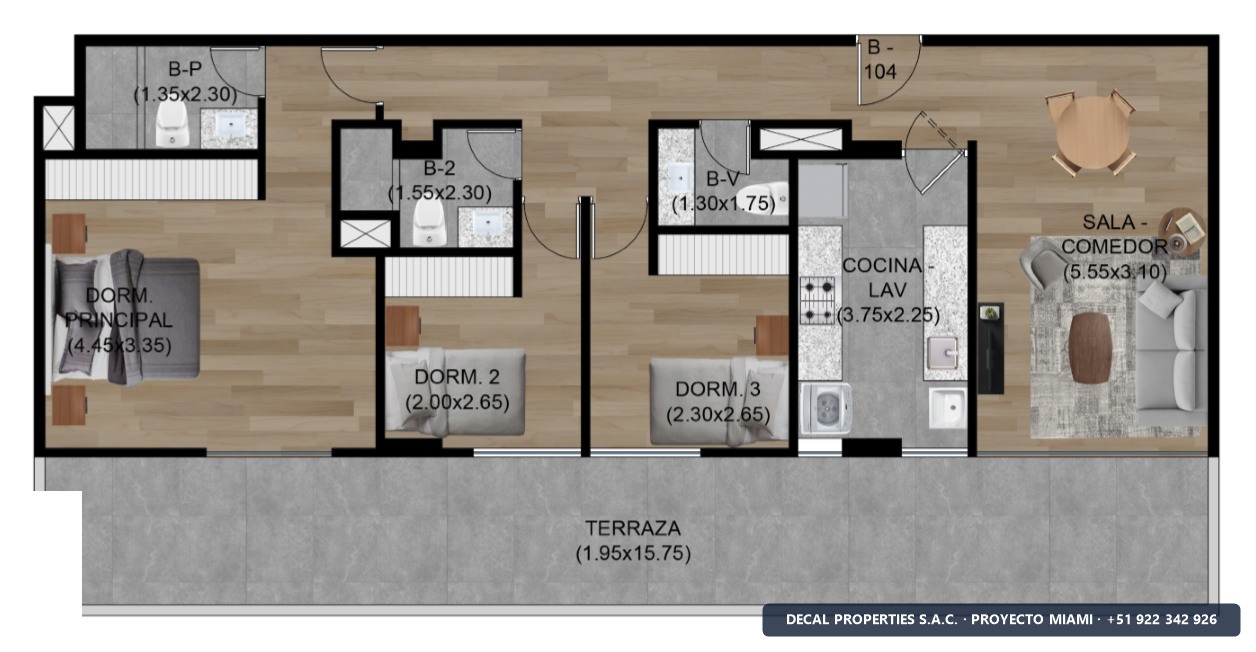 B -
104
B-P
(1.35x2.30)
B-2
(1.55x2.30)
B-V
(1.30x1.75)
SALA -
COMEDOR
(5.55x3.10)
COCINA -
LAV
(3.75x2.25)
DORM.
PRINCIPAL
(4.45x3.35)
DORM. 2
(2.00x2.65)
DORM. 3
(2.30x2.65)
TERRAZA
(1.95x15.75)
DECAL PROPERTIES S.A.C. · PROYECTO MIAMI · +51 922 342 926